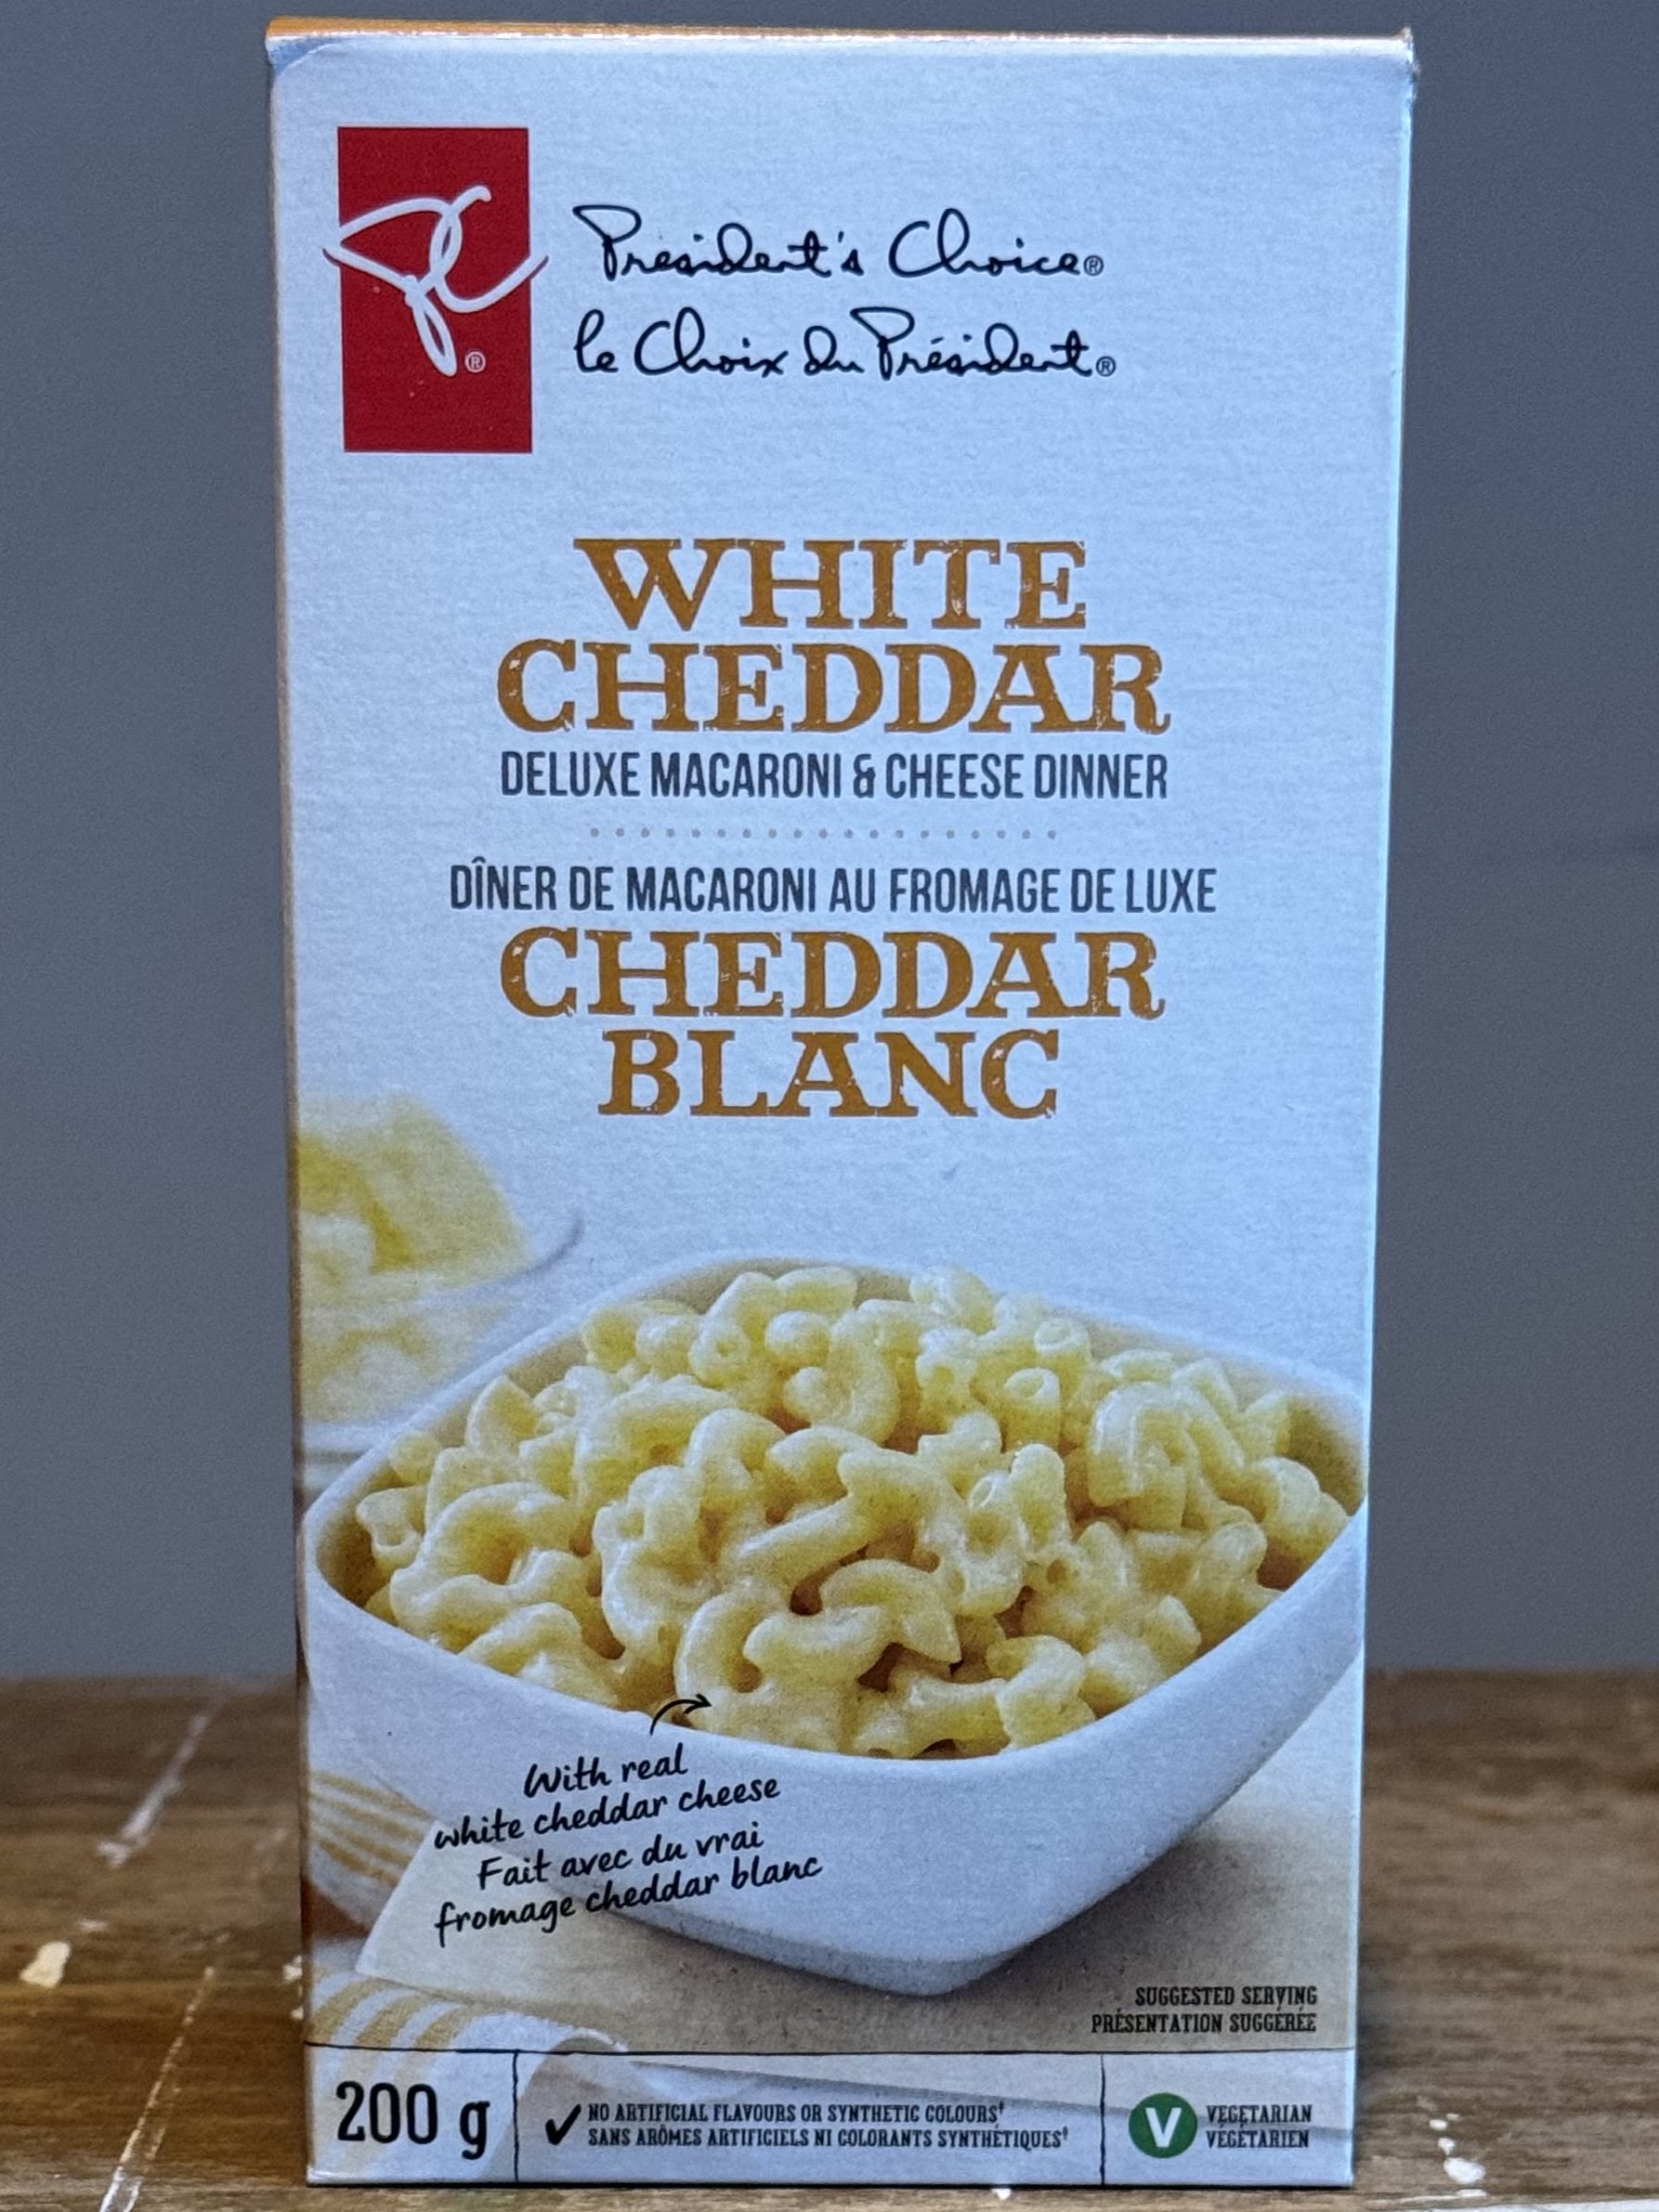 PC®
President's Choice®
le Choix du Président®
WHITE
CHEDDAR
DELUXE MACARONI & CHEESE DINNER
DÎNER DE MACARONI AU FROMAGE DE LUXE
CHEDDAR
BLANC
With real
white cheddar cheese
Fait avec du vrai
fromage cheddar blanc
SUGGESTED SERVING
PRÉSENTATION SUGGÉRÉE
200 g
✓ NO ARTIFICIAL FLAVOURS OR SYNTHETIC COLOURS†
SANS ARÔMES ARTIFICIELS NI COLORANTS SYNTHÉTIQUES†
V
VEGETARIAN
VÉGÉTARIEN